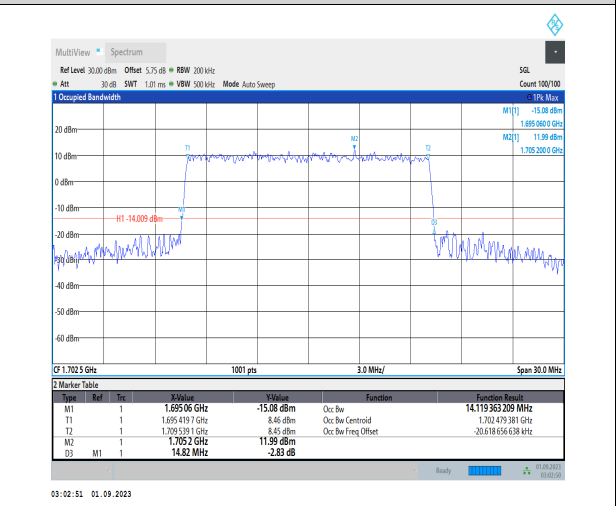 MultiView Spectrum
Ref Level 30.00 dBm Offset 5.75 dB RBW 200 kHz SGL
Att 30 dB SWT 1.01 ms VBW 500 kHz Mode Auto Sweep Count 100/100
1 Occupied Bandwidth 1Pk Max
M1[1] -15.08 dBm
1.695 060 0 GHz
M2[1] 11.99 dBm
1.705 200 0 GHz
20 dBm
M2
T1 T2
10 dBm
0 dBm
-10 dBm
M1
H1 -14.009 dBm
D3
-20 dBm
-30 dBm
-40 dBm
-50 dBm
-60 dBm
CF 1.702 5 GHz 1001 pts 3.0 MHz/ Span 30.0 MHz
2 Marker Table
Type Ref Trc X-Value Y-Value Function Function Result
M1 1 1.695 06 GHz -15.08 dBm Occ Bw 14.119 363 209 MHz
T1 1 1.695 419 7 GHz 8.46 dBm Occ Bw Centroid 1.702 479 381 GHz
T2 1 1.709 539 1 GHz 8.45 dBm Occ Bw Freq Offset -20.618 656 638 kHz
M2 1 1.705 2 GHz 11.99 dBm
D3 M1 1 14.82 MHz -2.83 dB
Ready 01.09.2023
03:02:50
03:02:51 01.09.2023